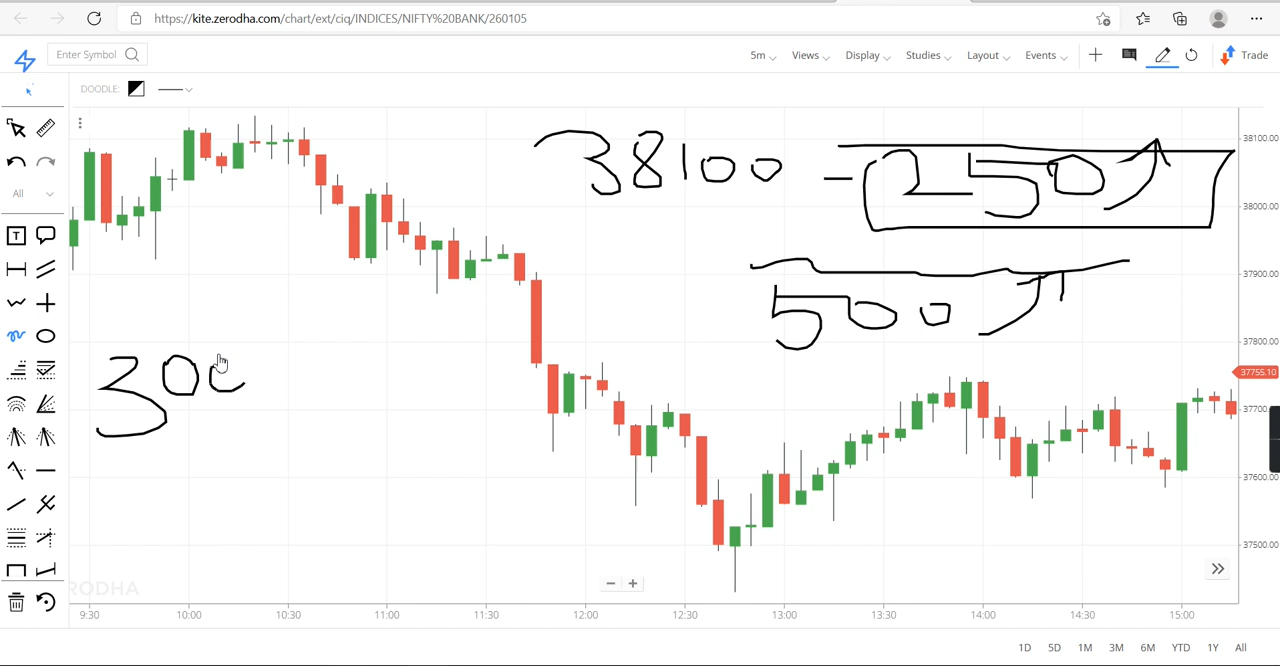 https://kite.zerodha.com/chart/ext/ciq/INDICES/NIFTY%20BANK/260105
Enter Symbol
5m Views Display Studies Layout Events Trade
DOODLE:
All
38100 - 250
500
300
38100
38000.00
37900.00
37800.00
37755.10
37700
37600.00
37500.00
RODHA
9:30 10:00 10:30 11:00 11:30 12:00 12:30 13:00 13:30 14:00 14:30 15:00
1D 5D 1M 3M 6M YTD 1Y All